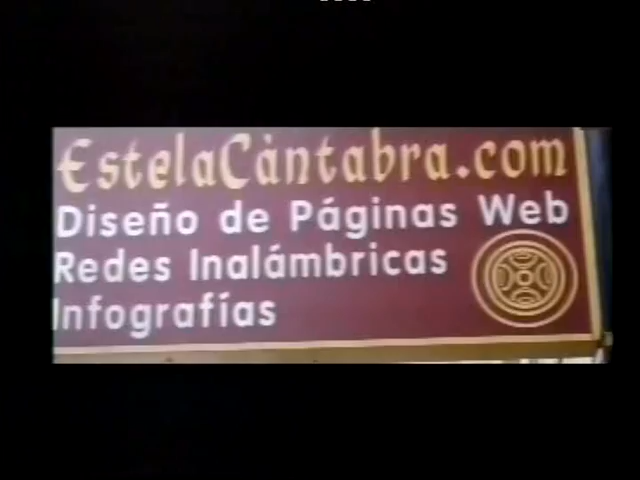 EstelaCàntabra.com
Diseño de Páginas Web
Redes Inalámbricas
Infografías